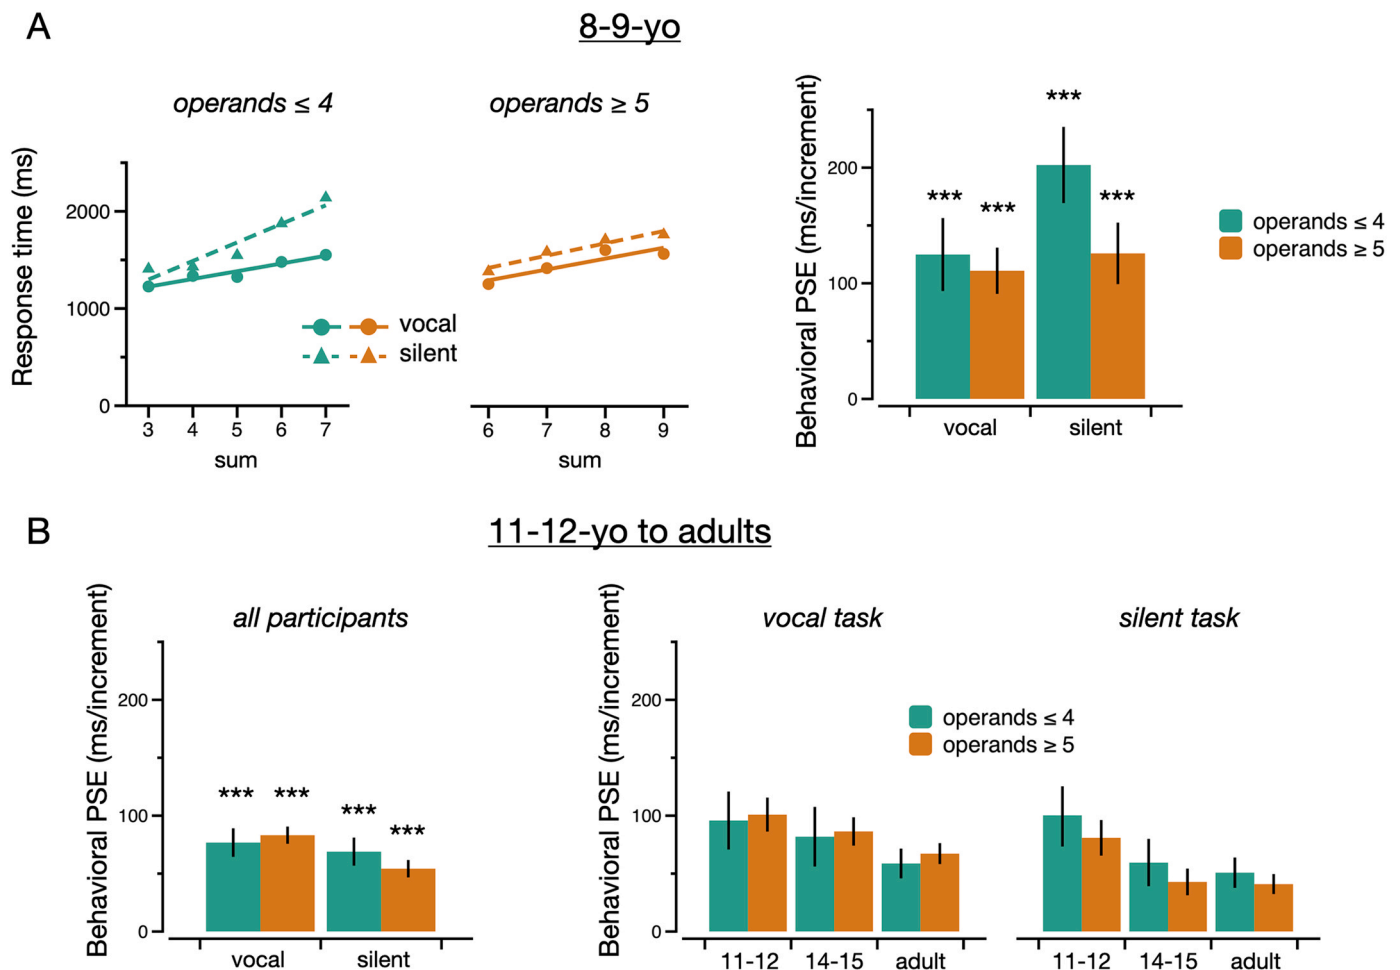 A
8-9-yo
operands ≤ 4
operands ≥ 5
Response time (ms)
2000
1000
0
3 4 5 6 7
sum
vocal
silent
6 7 8 9
sum
Behavioral PSE (ms/increment)
200
100
0
*** *** *** ***
vocal silent
operands ≤ 4
operands ≥ 5
B
11-12-yo to adults
all participants
Behavioral PSE (ms/increment)
200
100
0
*** *** *** ***
vocal silent
vocal task
silent task
Behavioral PSE (ms/increment)
200
100
0
operands ≤ 4
operands ≥ 5
11-12 14-15 adult
11-12 14-15 adult